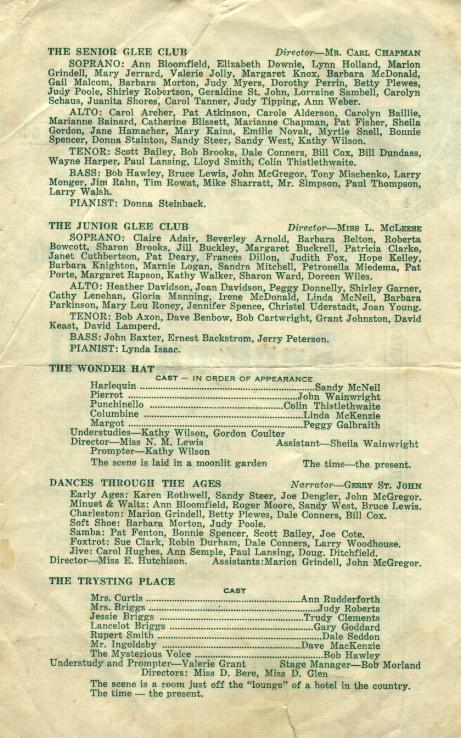 THE SENIOR GLEE CLUB Director—MR. CARL CHAPMAN
SOPRANO: Ann Bloomfield, Elizabeth Downie, Lynn Holland, Marion
Grindell, Mary Jerrard, Valerie Jolly, Margaret Knox, Barbara McDonald,
Gail Malcom, Barbara Morton, Judy Myers, Dorothy Perrin, Betty Plewes,
Judy Poole, Shirley Robertson, Geraldine St. John, Lorraine Sambell, Carolyn
Schaus, Juanita Shores, Carol Tanner, Judy Tipping, Ann Weber.
ALTO: Carol Archer, Pat Atkinson, Carole Alderson, Carolyn Baillie,
Marianne Bainard, Catherine Blissett, Marianne Chapman, Pat Fisher, Sheila
Gordon, Jane Hamacher, Mary Kains, Emilie Novak, Myrtle Snell, Bonnie
Spencer, Donna Stainton, Sandy Steer, Sandy West, Kathy Wilson.
TENOR: Scott Bailey, Bob Brooks, Dale Conners, Bill Cox, Bill Dundass,
Wayne Harper, Paul Lansing, Lloyd Smith, Colin Thistlethwaite.
BASS: Bob Hawley, Bruce Lewis, John McGregor, Tony Mischenko, Larry
Monger, Jim Rahn, Tim Rowat, Mike Sharratt, Mr. Simpson, Paul Thompson,
Larry Walsh.
PIANIST: Donna Steinback.
THE JUNIOR GLEE CLUB Director—MISS L. MCLEESE
SOPRANO: Claire Adair, Beverley Arnold, Barbara Belton, Roberta
Bowcott, Sharon Brooks, Jill Buckley, Margaret Buckrell, Patricia Clarke,
Janet Cuthbertson, Pat Deary, Frances Dillon, Judith Fox, Hope Kelley,
Barbara Knighton, Marnie Logan, Sandra Mitchell, Petronella Miedema, Pat
Porte, Margaret Rapson, Kathy Walker, Sharon Ward, Doreen Wiles.
ALTO: Heather Davidson, Joan Davidson, Peggy Donnelly, Shirley Garner,
Cathy Lenehan, Gloria Manning, Irene McDonald, Linda McNeil, Barbara
Parkinson, Mary Lou Roney, Jennifer Spence, Christel Uderstadt, Joan Young.
TENOR: Bob Axon, Dave Benbow, Bob Cartwright, Grant Johnston, David
Keast, David Lamperd.
BASS: John Baxter, Ernest Backstrom, Jerry Peterson.
PIANIST: Lynda Isaac.
THE WONDER HAT
CAST — IN ORDER OF APPEARANCE
Harlequin ........ Sandy McNeil
Pierrot ........ John Wainwright
Punchinello ........ Colin Thistlethwaite
Columbine ........ Linda McKenzie
Margot ........ Peggy Galbraith
Understudies—Kathy Wilson, Gordon Coulter
Director—Miss N. M. Lewis Assistant—Sheila Wainwright
Prompter—Kathy Wilson
The scene is laid in a moonlit garden The time—the present.
DANCES THROUGH THE AGES Narrator—GERRY ST. JOHN
Early Ages: Karen Rothwell, Sandy Steer, Joe Dengler, John McGregor.
Minuet & Waltz: Ann Bloomfield, Roger Moore, Sandy West, Bruce Lewis.
Charleston: Marion Grindell, Betty Plewes, Dale Conners, Bill Cox.
Soft Shoe: Barbara Morton, Judy Poole.
Samba: Pat Fenton, Bonnie Spencer, Scott Bailey, Joe Cote.
Foxtrot: Sue Clark, Robin Durham, Dale Conners, Larry Woodhouse.
Jive: Carol Hughes, Ann Semple, Paul Lansing, Doug. Ditchfield.
Director—Miss E. Hutchison. Assistants:Marion Grindell, John McGregor.
THE TRYSTING PLACE
CAST
Mrs. Curtis ........ Ann Rudderforth
Mrs. Briggs ........ Judy Roberts
Jessie Briggs ........ Trudy Clements
Lancelot Briggs ........ Gary Goddard
Rupert Smith ........ Dale Seddon
Mr. Ingoldsby ........ Dave MacKenzie
The Mysterious Voice ........ Bob Hawley
Understudy and Prompter—Valerie Grant Stage Manager—Bob Morland
Directors: Miss D. Bere, Miss D. Glen
The scene is a room just off the "lounge" of a hotel in the country.
The time — the present.